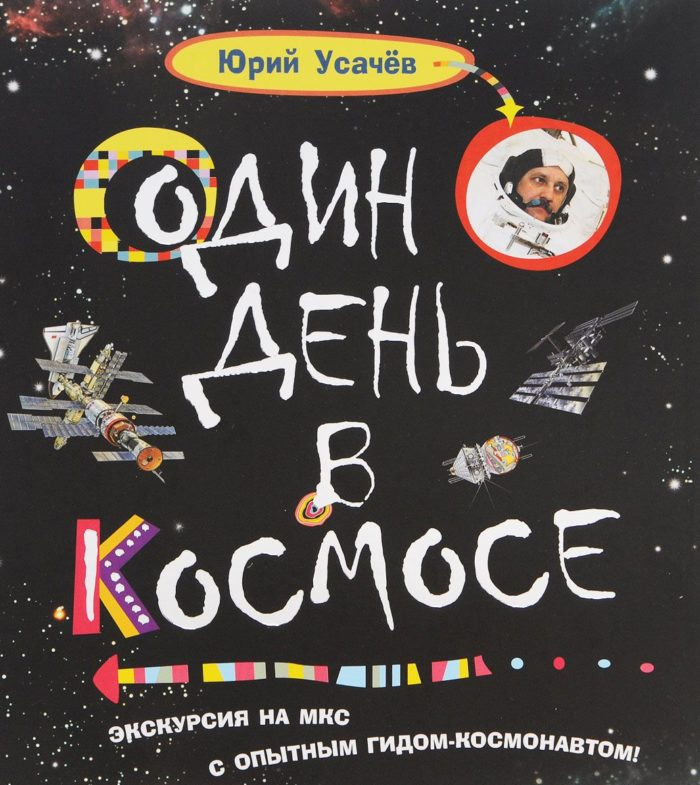 Юрий Усачёв
Один
День
в
Космосе
экскурсия на мкс
с опытным гидом-космонавтом!